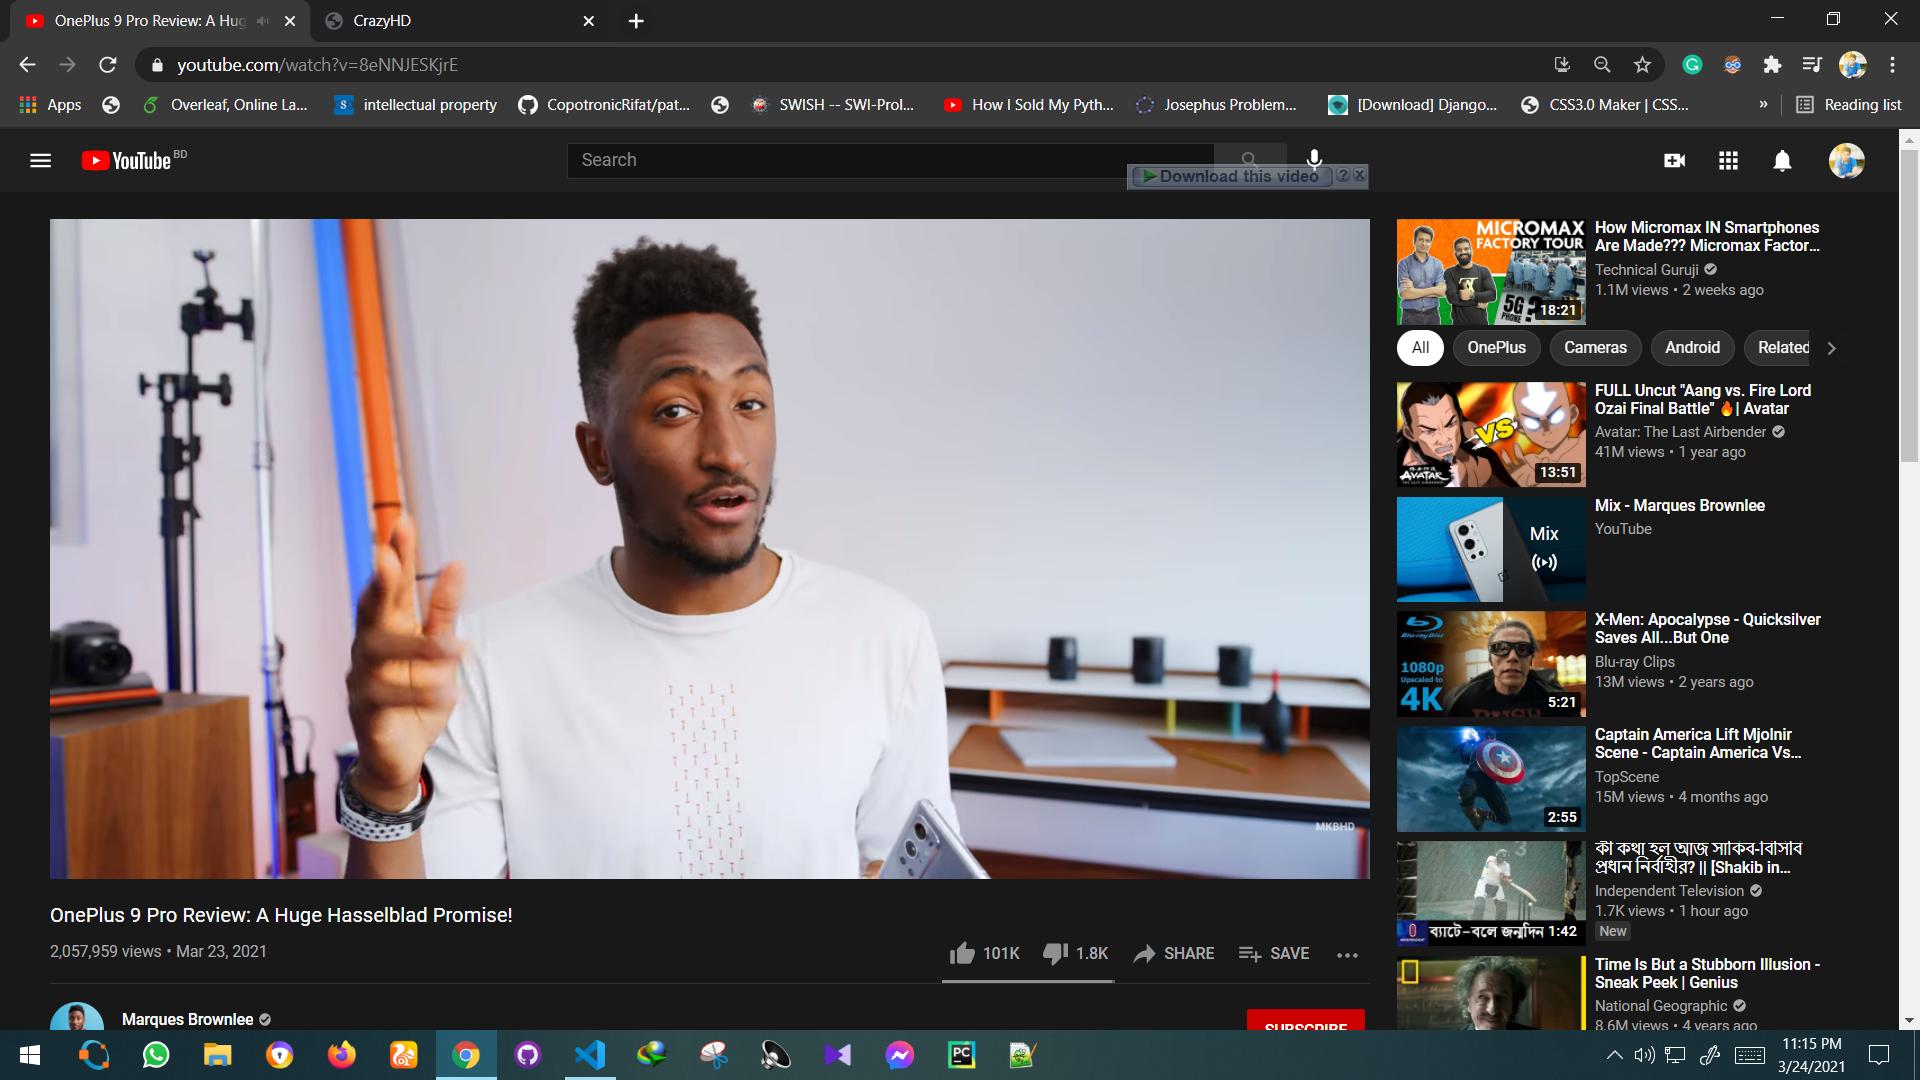 OnePlus 9 Pro Review: A Hug
CrazyHD
youtube.com/watch?v=8eNNJESKjrE
Apps
Overleaf, Online La...
intellectual property
CopotronicRifat/pat...
SWISH -- SWI-Prol...
How I Sold My Pyth...
Josephus Problem...
[Download] Django...
CSS3.0 Maker | CSS...
»
Reading list
YouTube BD
Search
Download this video
MICROMAX
FACTORY TOUR
5G ?
PHONE
18:21
How Micromax IN Smartphones
Are Made??? Micromax Factor...
Technical Guruji
1.1M views • 2 weeks ago
All
OnePlus
Cameras
Android
Related
VS
AVATAR
13:51
FULL Uncut "Aang vs. Fire Lord
Ozai Final Battle" 🔥| Avatar
Avatar: The Last Airbender
41M views • 1 year ago
Mix
Mix - Marques Brownlee
YouTube
Blu-ray Disc
1080p
Upscaled to
4K
RUSH
5:21
X-Men: Apocalypse - Quicksilver
Saves All...But One
Blu-ray Clips
13M views • 2 years ago
2:55
Captain America Lift Mjolnir
Scene - Captain America Vs...
TopScene
15M views • 4 months ago
ব্যাটে-বলে জন্মদিন
1:42
কী কথা হল আজ সাকিব-বিসিবি
প্রধান নির্বাহীর? || [Shakib in...
Independent Television
1.7K views • 1 hour ago
New
Time Is But a Stubborn Illusion -
Sneak Peek | Genius
National Geographic
8.6M views • 4 years ago
MKBHD
OnePlus 9 Pro Review: A Huge Hasselblad Promise!
2,057,959 views • Mar 23, 2021
101K
1.8K
SHARE
SAVE
Marques Brownlee
SUBSCRIBE
PC
11:15 PM
3/24/2021